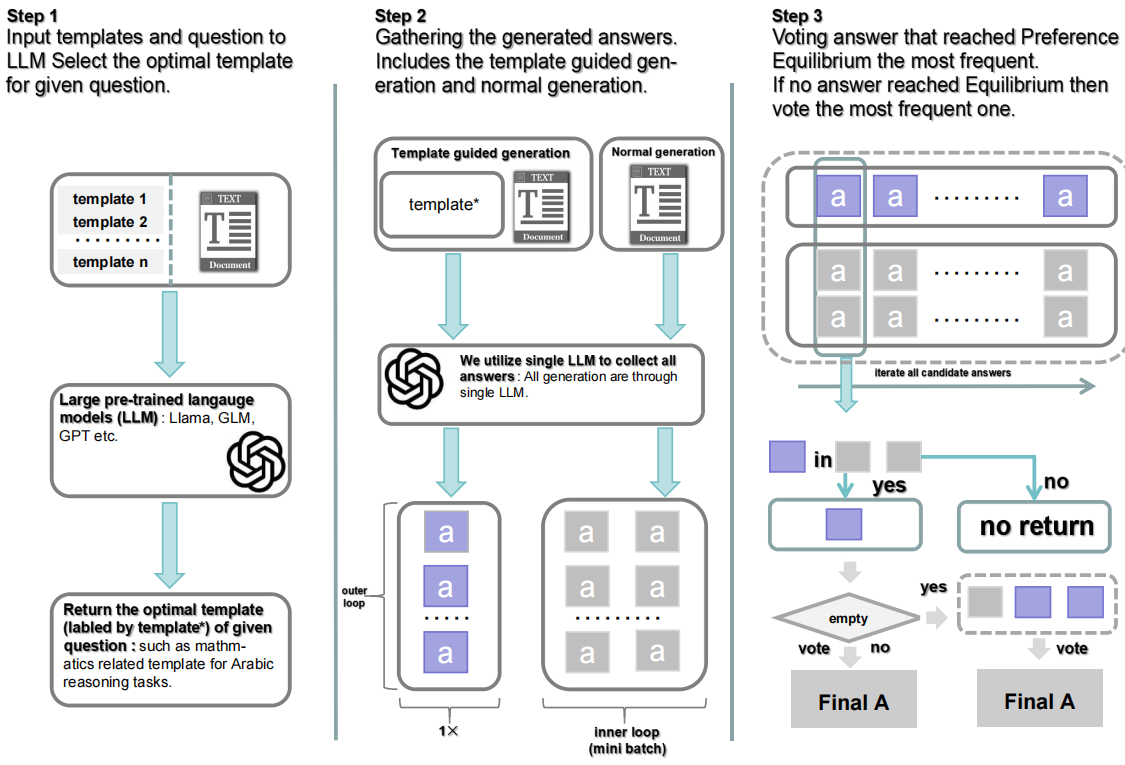 Step 1
Input templates and question to
LLM Select the optimal template
for given question.
template 1
template 2
.........
template n
TEXT
T
Document
Large pre-trained langauge
models (LLM) : Llama, GLM,
GPT etc.
Return the optimal template
(labled by template*) of given
question : such as mathm-
atics related template for Arabic
reasoning tasks.
Step 2
Gathering the generated answers.
Includes the template guided gen-
eration and normal generation.
Template guided generation
template*
TEXT
T
Document
Normal generation
TEXT
T
Document
We utilize single LLM to collect all
answers : All generation are through
single LLM.
outer
loop
a
a
.....
a
1×
a a
a a
.........
a a
inner loop
(mini batch)
Step 3
Voting answer that reached Preference
Equilibrium the most frequent.
If no answer reached Equilibrium then
vote the most frequent one.
a a ......... a
a a ......... a
a a ......... a
iterate all candidate answers
in
yes
no
no return
empty
yes
vote
no
vote
Final A
Final A